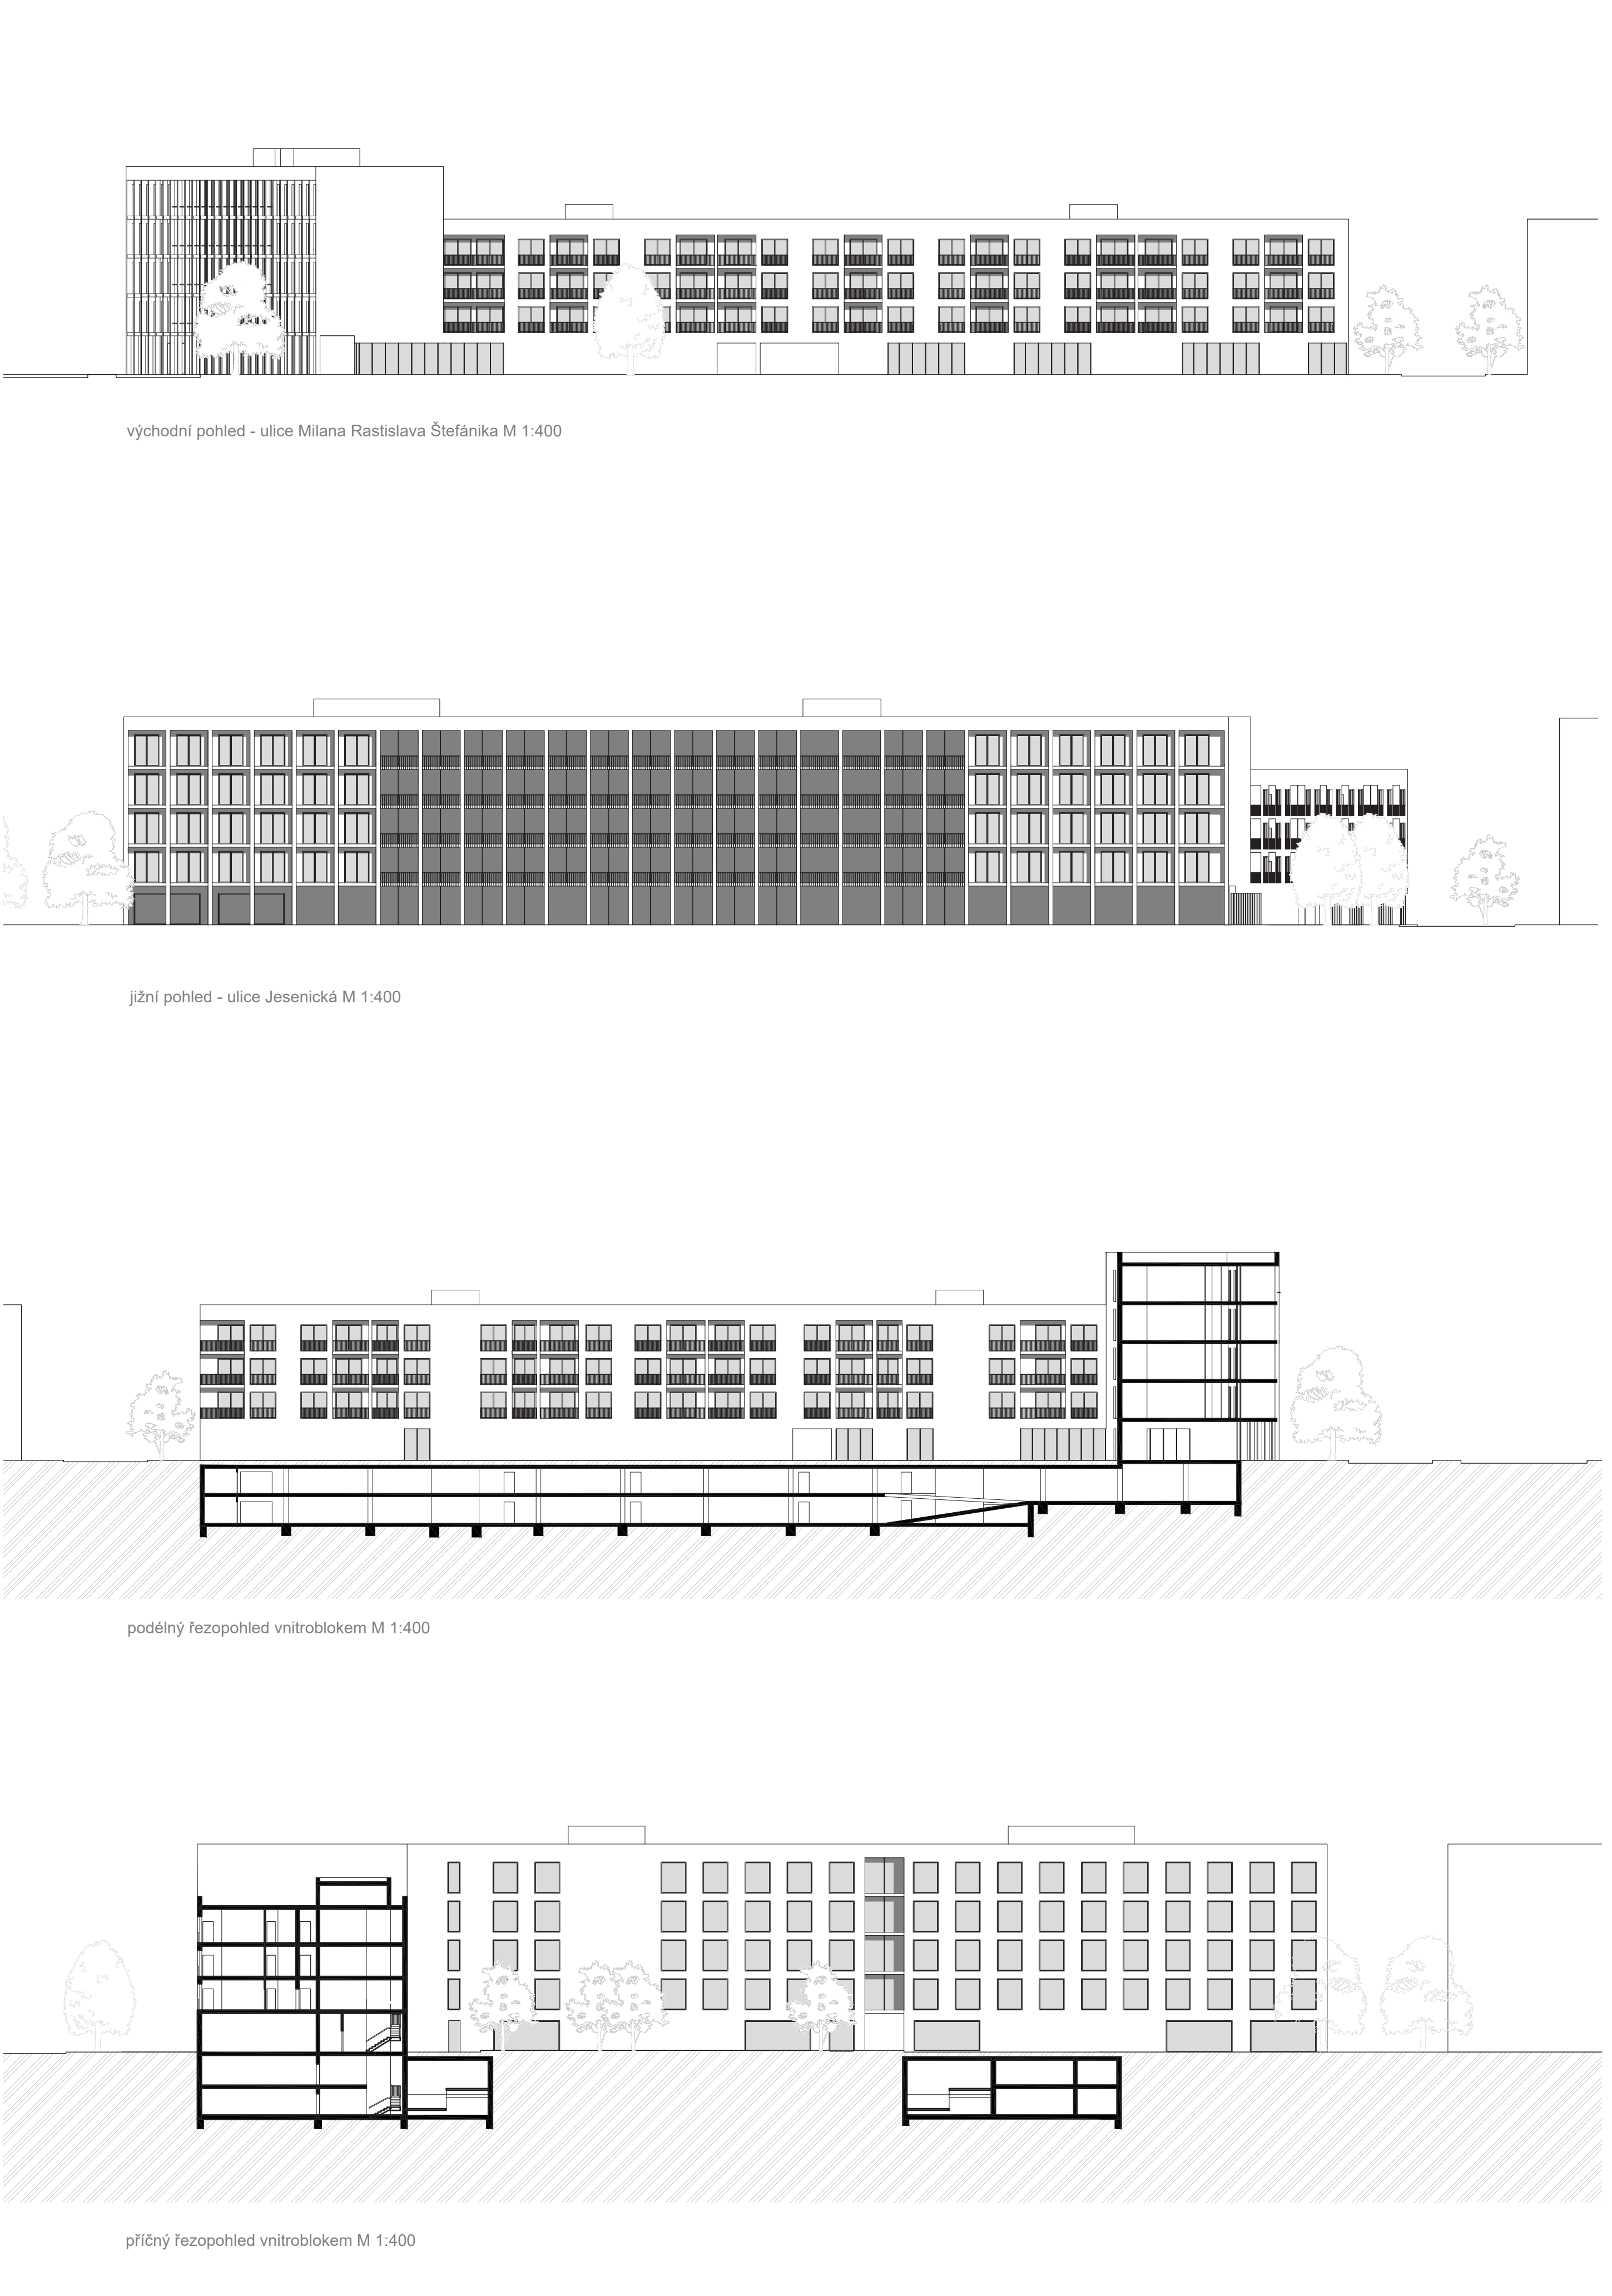 východní pohled - ulice Milana Rastislava Štefánika M 1:400
jižní pohled - ulice Jesenická M 1:400
podélný řezopohled vnitroblokem M 1:400
příčný řezopohled vnitroblokem M 1:400